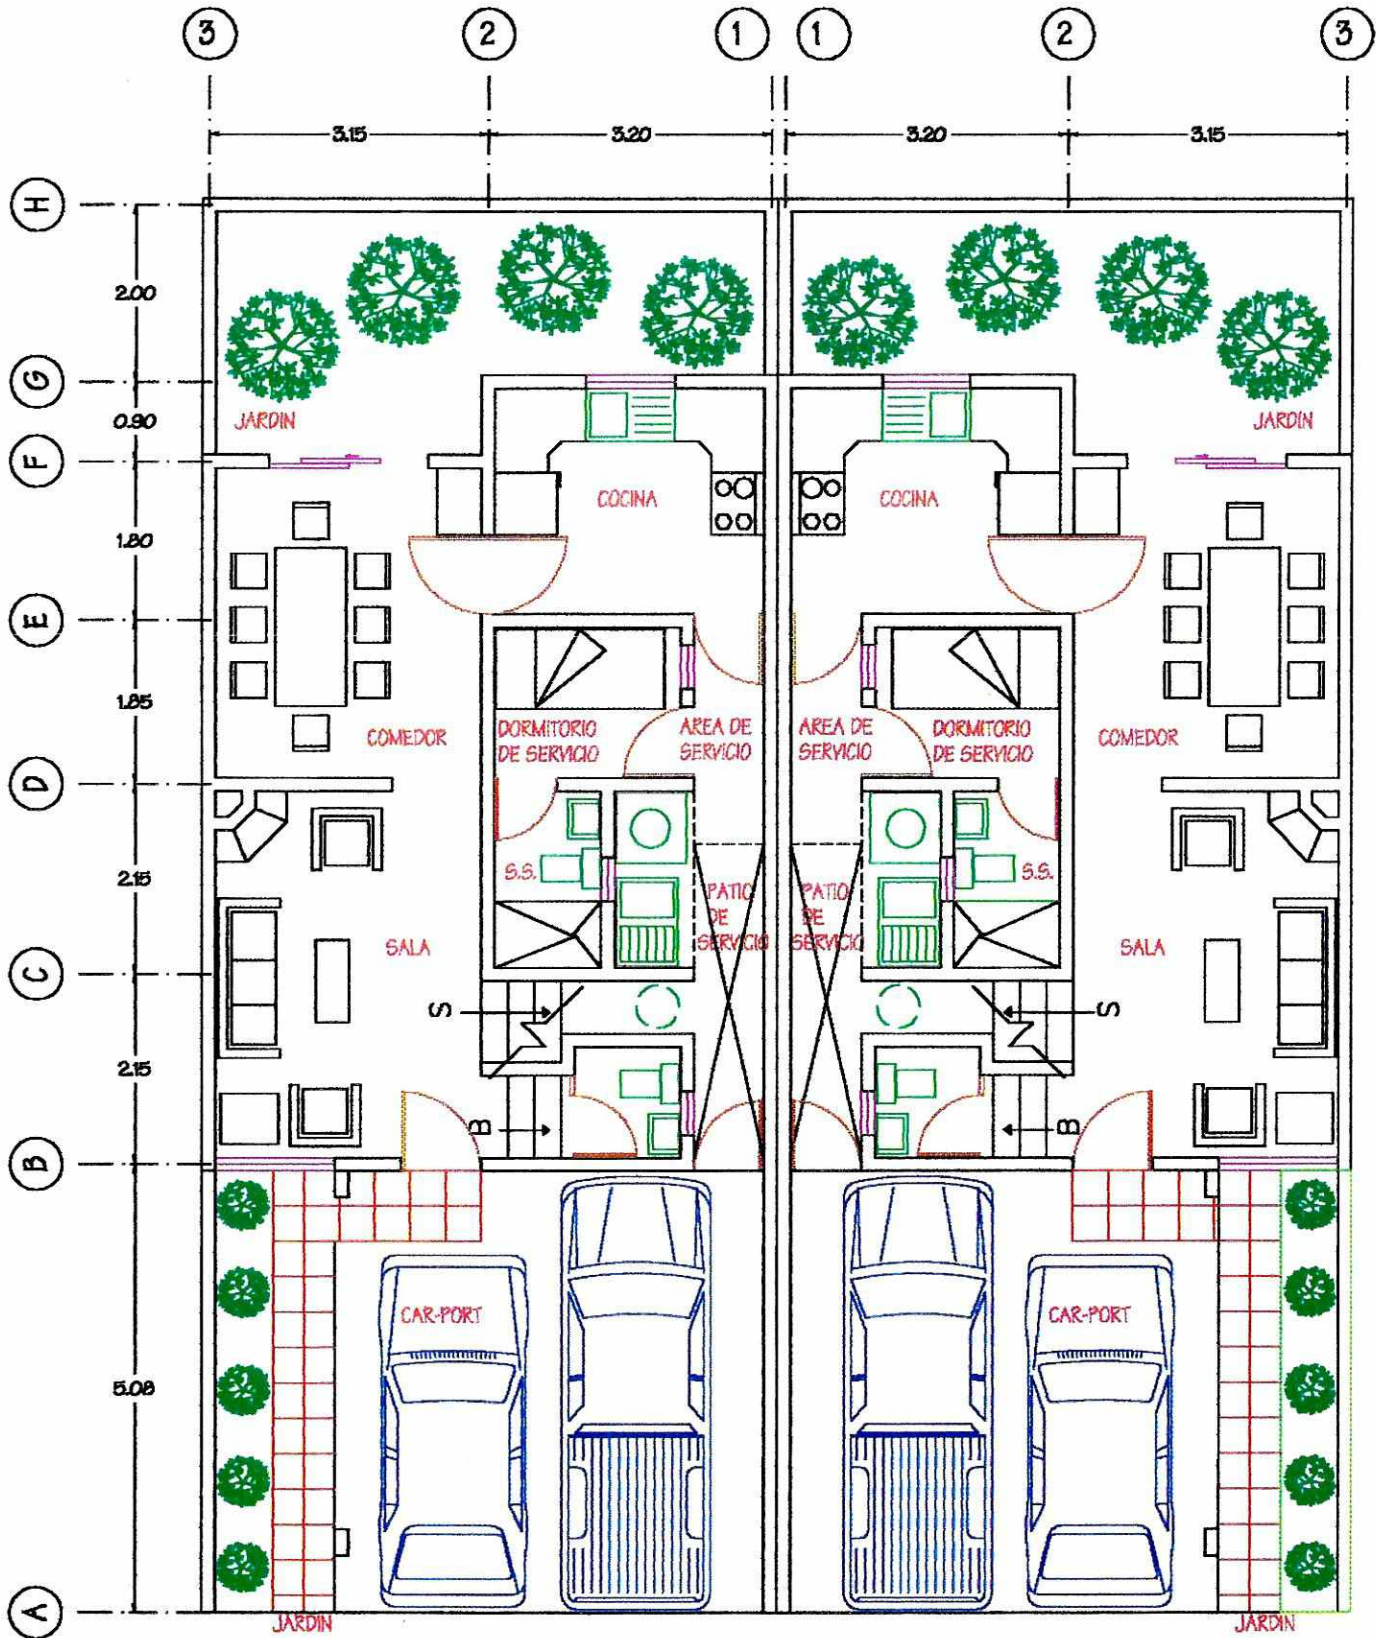 3 2 1 1 2 3
3.15 3.20 3.20 3.15
H
2.00
G
0.90
JARDIN JARDIN
F
COCINA COCINA
1.80
E
1.85
COMEDOR DORMITORIO DE SERVICIO AREA DE SERVICIO AREA DE SERVICIO DORMITORIO DE SERVICIO COMEDOR
D
2.15
S.S. S.S.
PATIO DE SERVICIO PATIO DE SERVICIO
SALA SALA
C
S S
2.15
B B
B
CAR-PORT CAR-PORT
5.08
A
JARDIN JARDIN